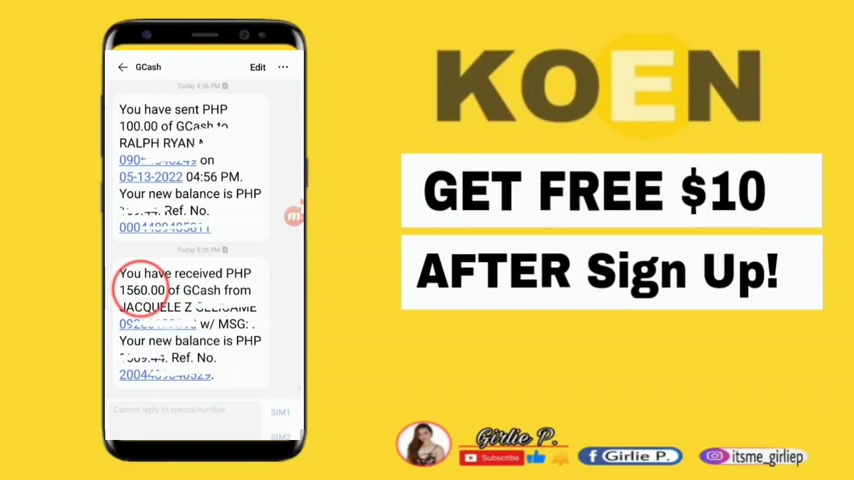 GCash
Edit
Today 4:56 PM
You have sent PHP
100.00 of GCash to
RALPH RYAN
on
05-13-2022 04:56 PM.
Your new balance is PHP
Ref. No.
Today 5:36 PM
You have received PHP
1560.00 of GCash from
JACQUELE Z
w/ MSG: .
Your new balance is PHP
Ref. No.
Cannot reply to special number
SIM1
SIM2
KOEN
GET FREE $10
AFTER Sign Up!
Girlie P.
Subscribe
Girlie P.
itsme_girliep